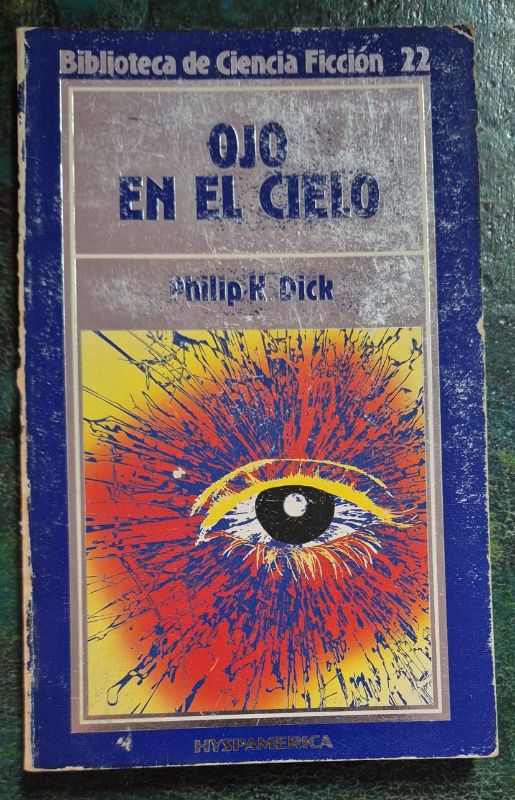 Biblioteca de Ciencia Ficción 22
OJO
EN EL CIELO
Philip K. Dick
HYSPAMERICA